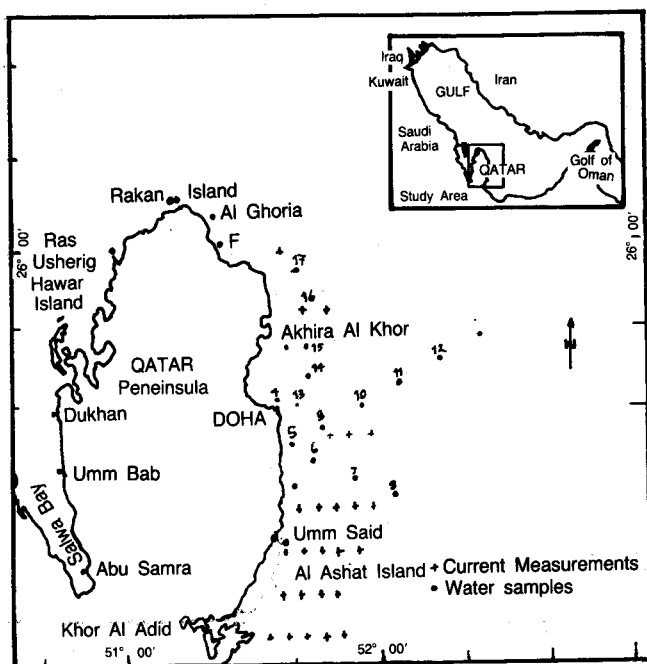 Iraq
Kuwait
Iran
GULF
Saudi
Arabia
QATAR
Golf of
Oman
Study Area
Rakan Island
Al Ghoria
F
Ras
Usherig
Hawar
Island
26° 00'
26° 00'
17
16
Akhira Al Khor
15
14
12
11
QATAR
Peneinsula
DOHA
4
13
10
9
5
6
7
8
Dukhan
Umm Bab
Salwa Bay
Abu Samra
Umm Said
Al Ashat Island
+ Current Measurements
• Water samples
Khor Al Adid
51° 00'
52° 00'